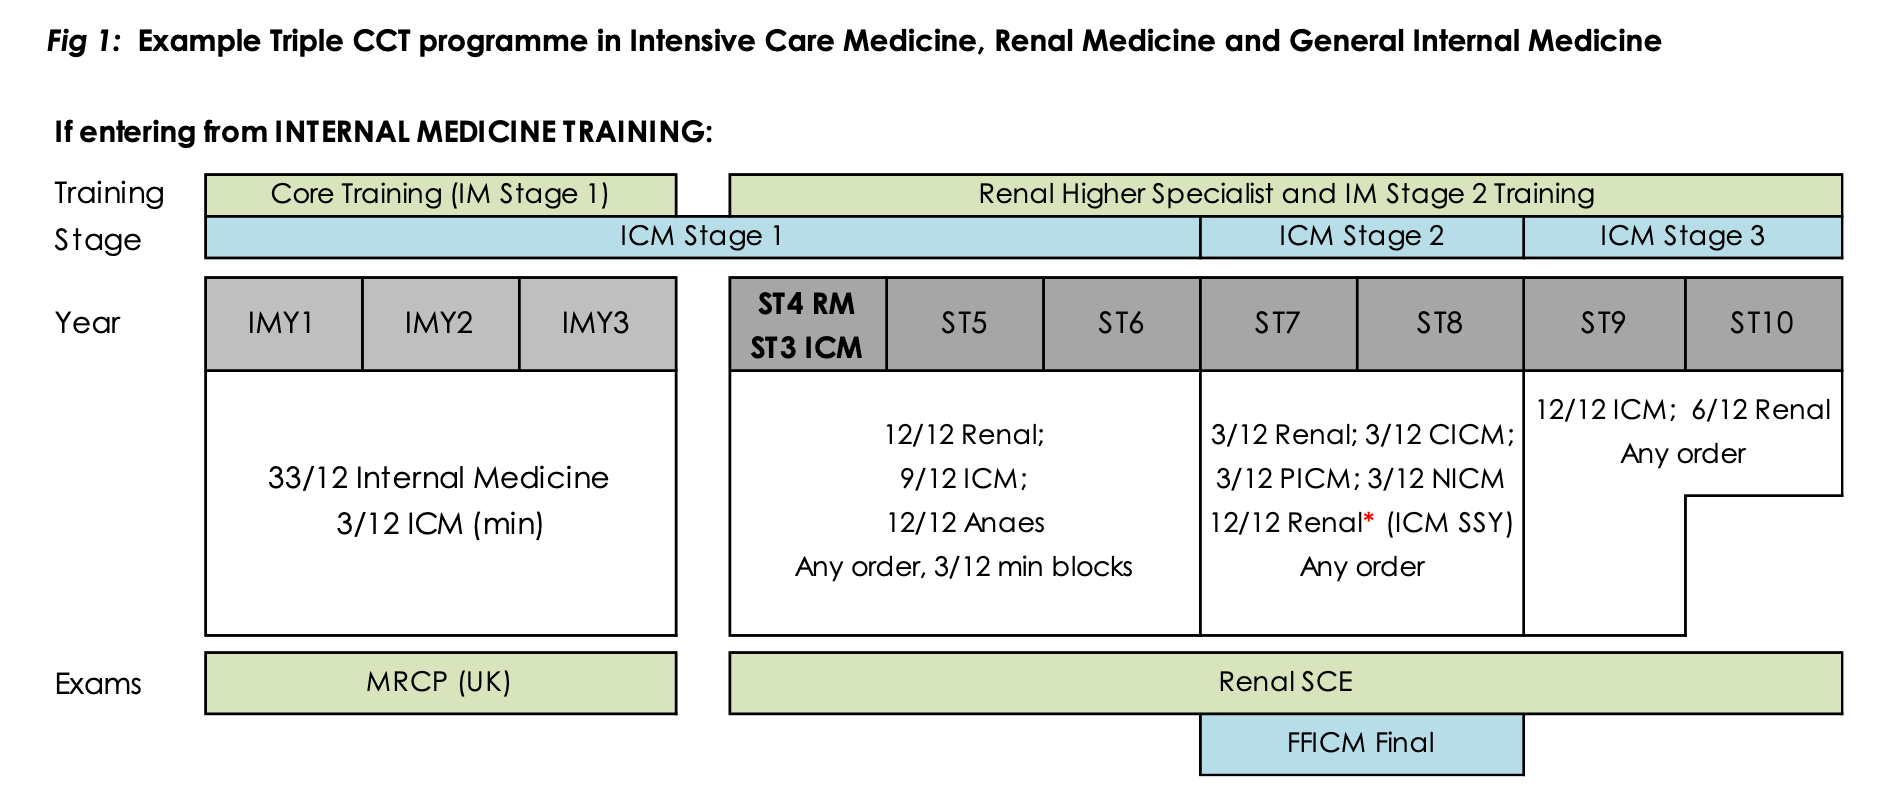 Fig 1: Example Triple CCT programme in Intensive Care Medicine, Renal Medicine and General Internal Medicine
If entering from INTERNAL MEDICINE TRAINING:
Training
Stage
Core Training (IM Stage 1)
Renal Higher Specialist and IM Stage 2 Training
ICM Stage 1
ICM Stage 2
ICM Stage 3
Year
IMY1
IMY2
IMY3
ST4 RM
ST3 ICM
ST5
ST6
ST7
ST8
ST9
ST10
33/12 Internal Medicine
3/12 ICM (min)
12/12 Renal;
9/12 ICM;
12/12 Anaes
Any order, 3/12 min blocks
3/12 Renal; 3/12 CICM;
3/12 PICM; 3/12 NICM
12/12 Renal* (ICM SSY)
Any order
12/12 ICM; 6/12 Renal
Any order
Exams
MRCP (UK)
Renal SCE
FFICM Final